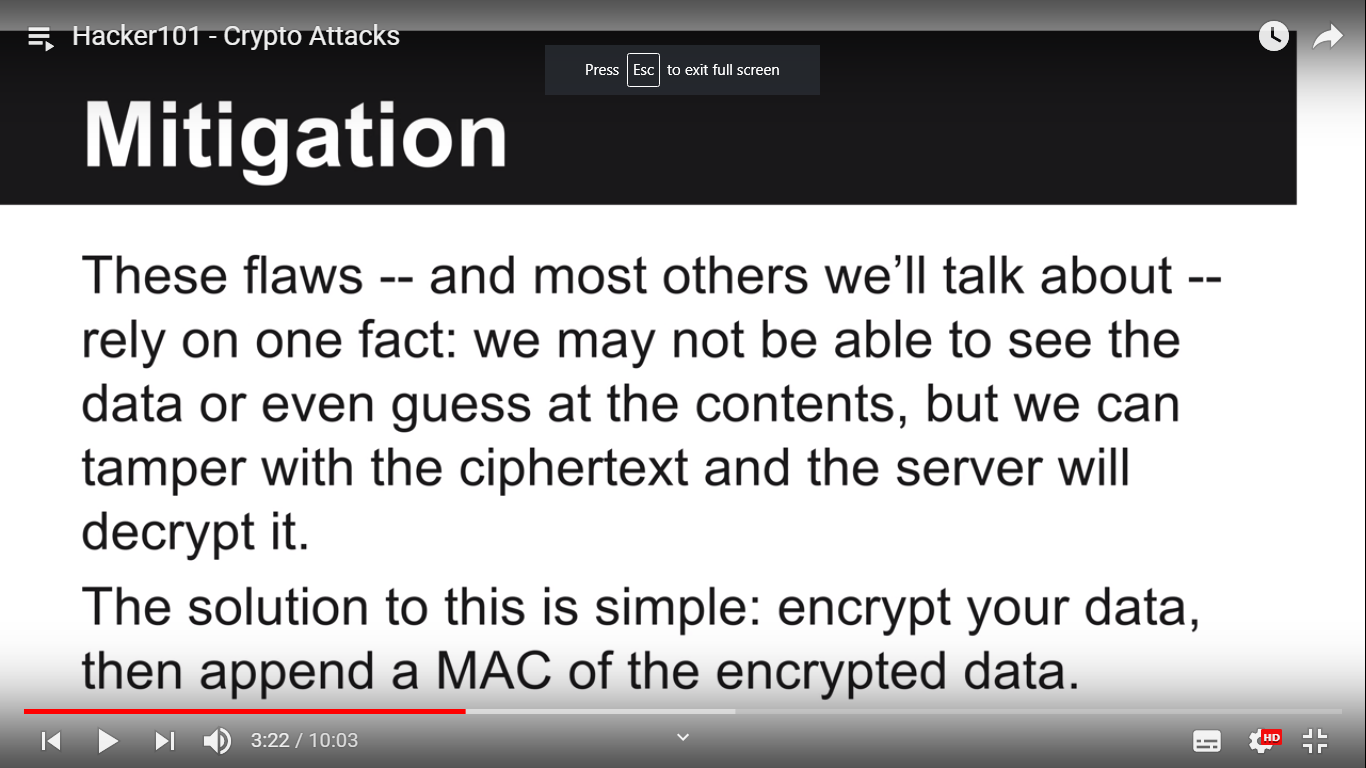 Hacker101 - Crypto Attacks
Press Esc to exit full screen
Mitigation
These flaws -- and most others we’ll talk about --
rely on one fact: we may not be able to see the
data or even guess at the contents, but we can
tamper with the ciphertext and the server will
decrypt it.
The solution to this is simple: encrypt your data,
then append a MAC of the encrypted data.
3:22 / 10:03
HD